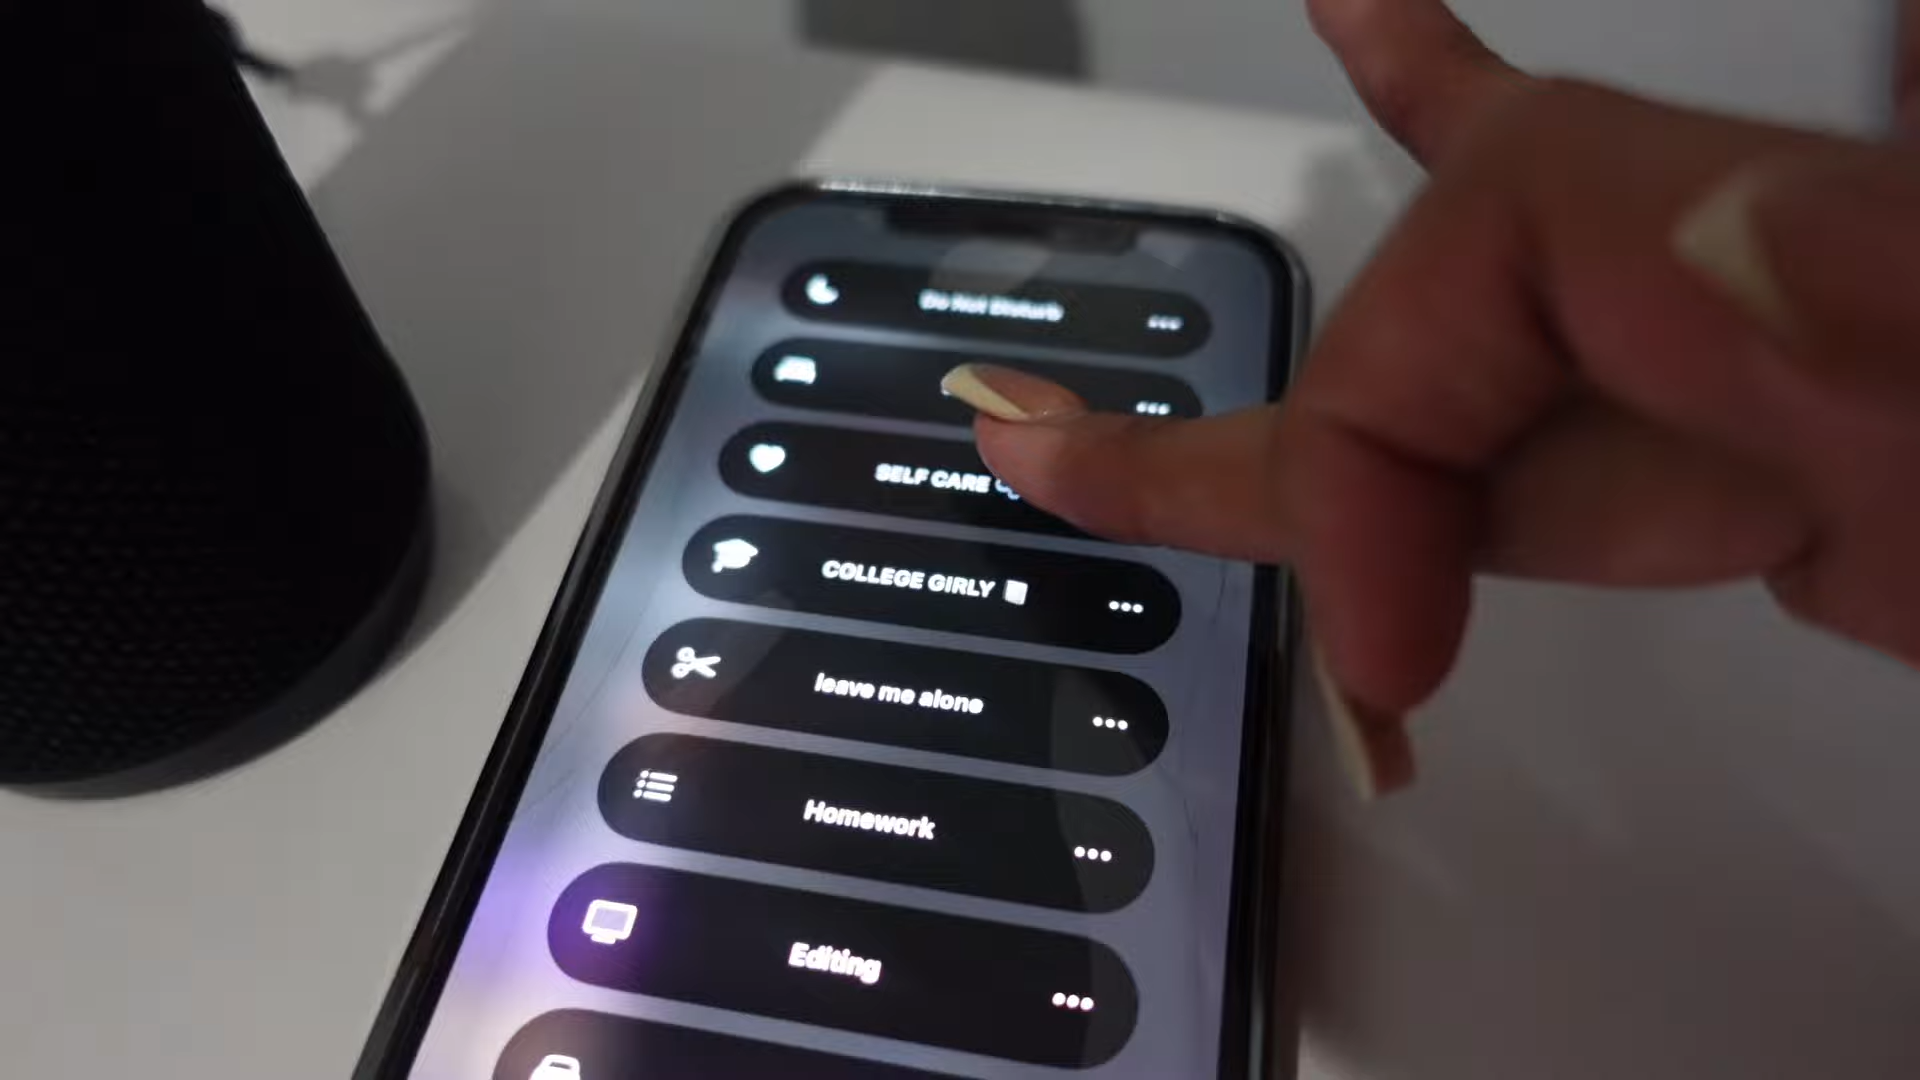 Do Not Disturb
SELF CARE
COLLEGE GIRLY
leave me alone
Homework
Editing